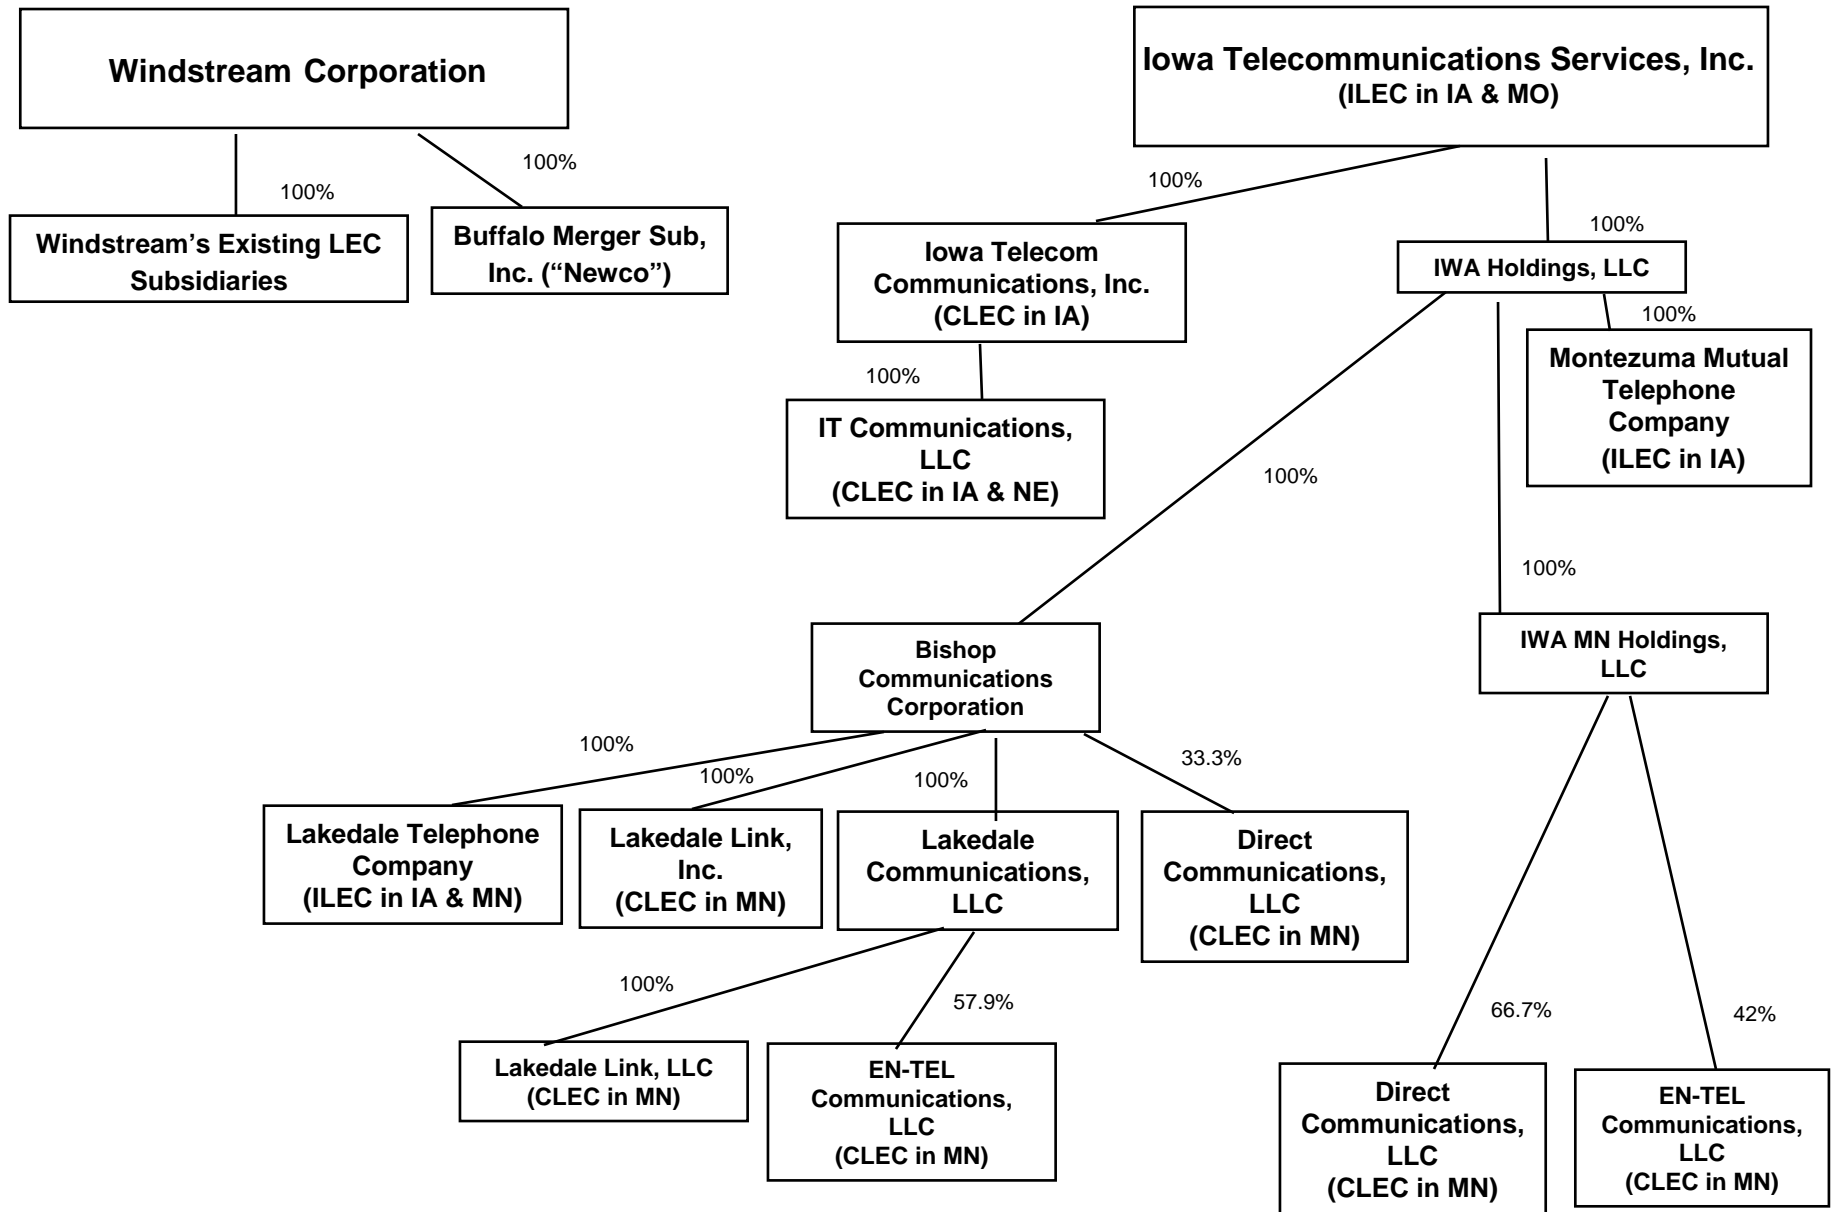 Windstream Corporation
Iowa Telecommunications Services, Inc.
(ILEC in IA & MO)
100%
100%
100%
100%
Windstream’s Existing LEC
Subsidiaries
Buffalo Merger Sub,
Inc. (“Newco”)
Iowa Telecom
Communications, Inc.
(CLEC in IA)
IWA Holdings, LLC
100%
100%
Montezuma Mutual
Telephone
Company
(ILEC in IA)
IT Communications,
LLC
(CLEC in IA & NE)
100%
100%
Bishop
Communications
Corporation
IWA MN Holdings,
LLC
100%
100%
100%
33.3%
Lakedale Telephone
Company
(ILEC in IA & MN)
Lakedale Link,
Inc.
(CLEC in MN)
Lakedale
Communications,
LLC
Direct
Communications,
LLC
(CLEC in MN)
100%
57.9%
66.7%
42%
Lakedale Link, LLC
(CLEC in MN)
EN-TEL
Communications,
LLC
(CLEC in MN)
Direct
Communications,
LLC
(CLEC in MN)
EN-TEL
Communications,
LLC
(CLEC in MN)